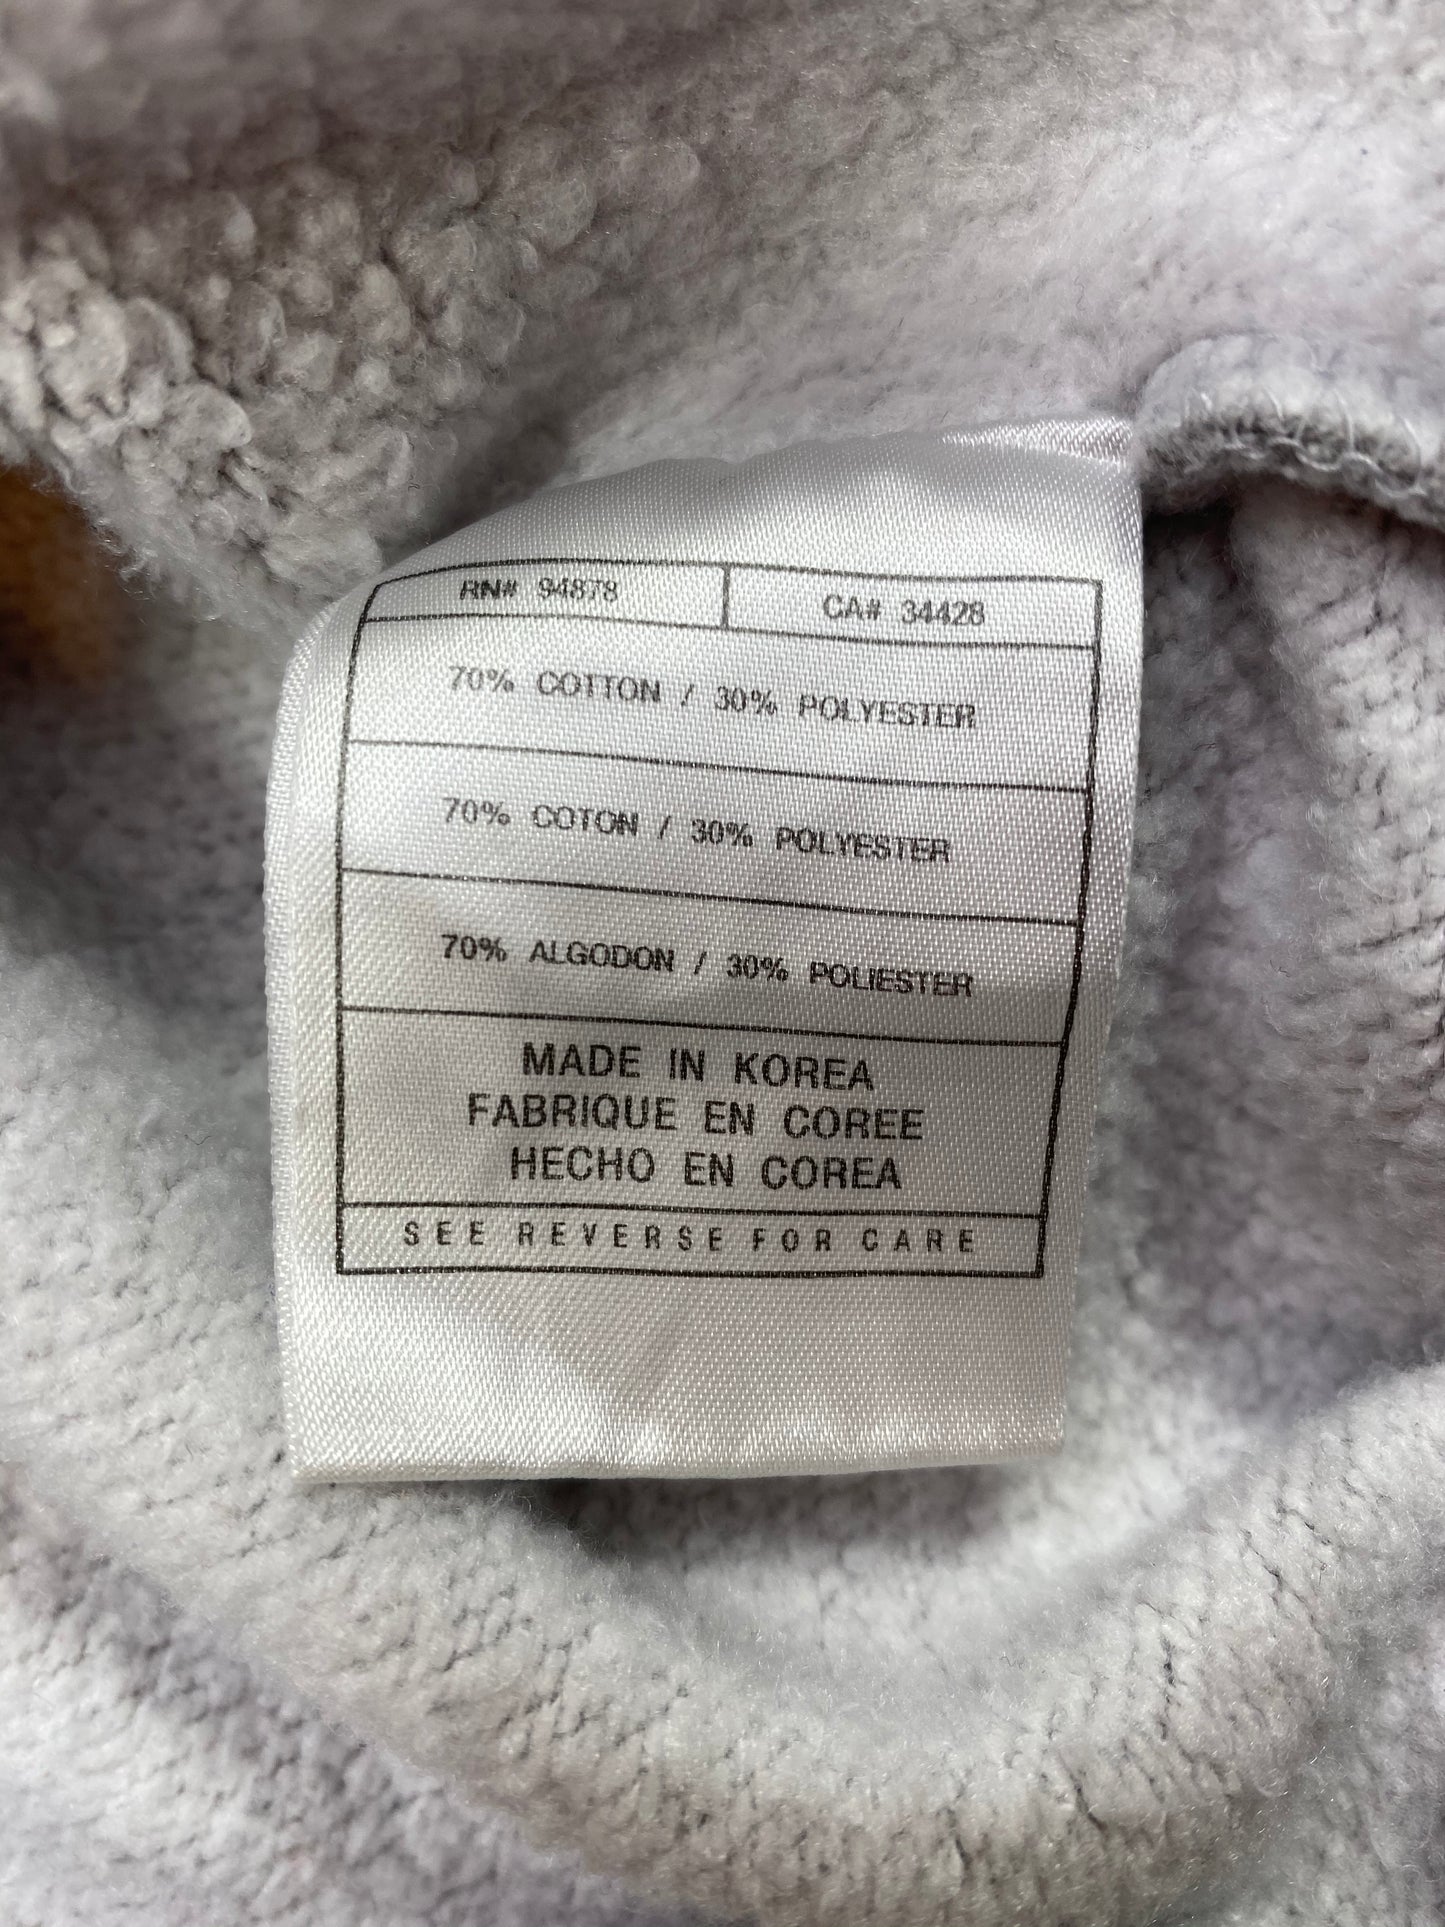 RN# 94878 CA# 34428
70% COTTON / 30% POLYESTER
70% COTON / 30% POLYESTER
70% ALGODON / 30% POLIESTER
MADE IN KOREA
FABRIQUE EN COREE
HECHO EN COREA
SEE REVERSE FOR CARE